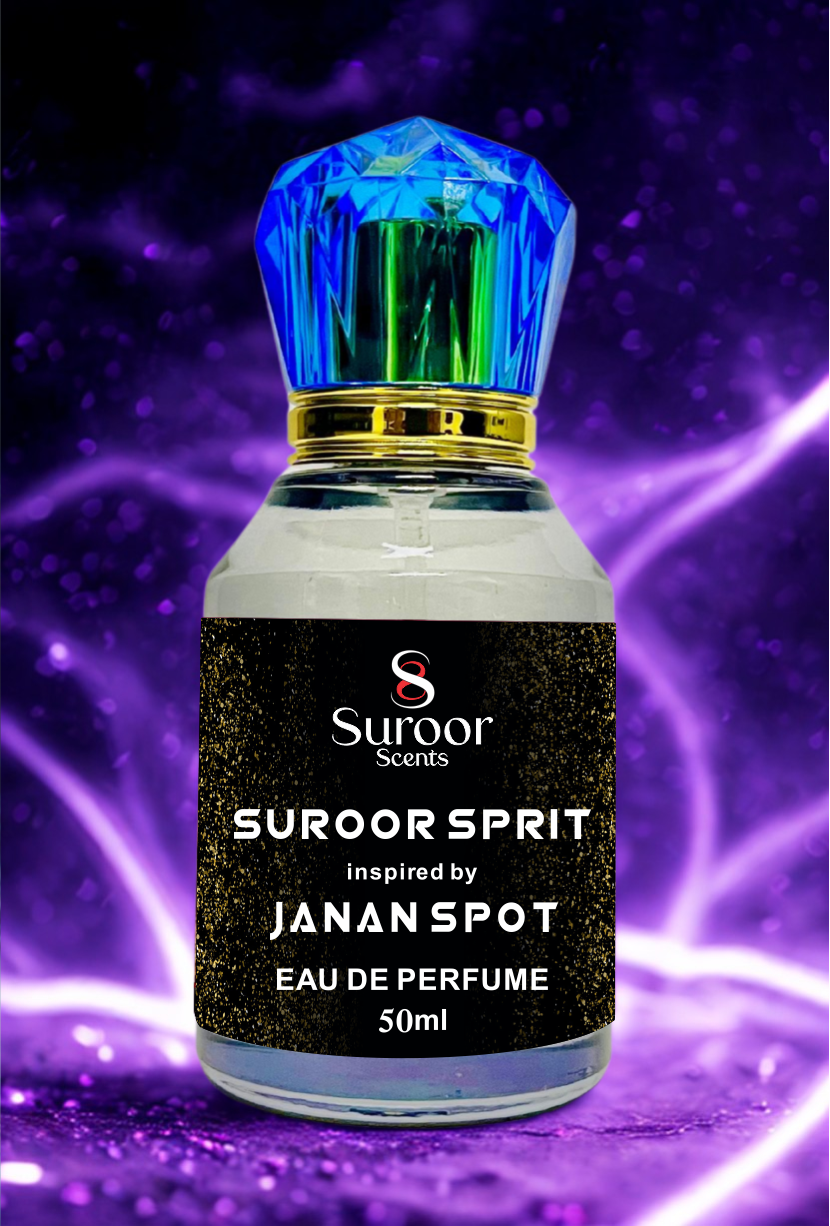 Suroor
Scents
SUROOR SPRIT
inspired by
JANAN SPOT
EAU DE PERFUME
50ml